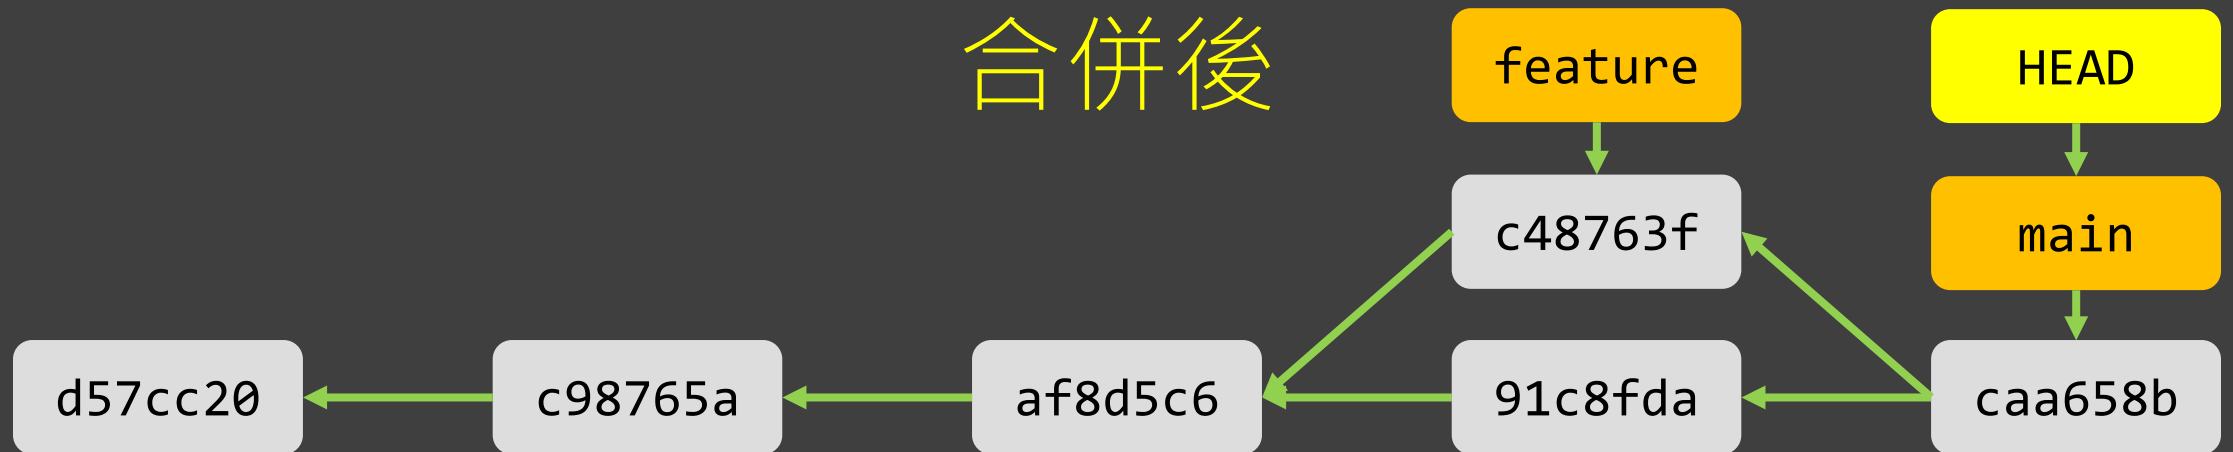 合併後
feature
HEAD
c48763f
main
d57cc20
c98765a
af8d5c6
91c8fda
caa658b